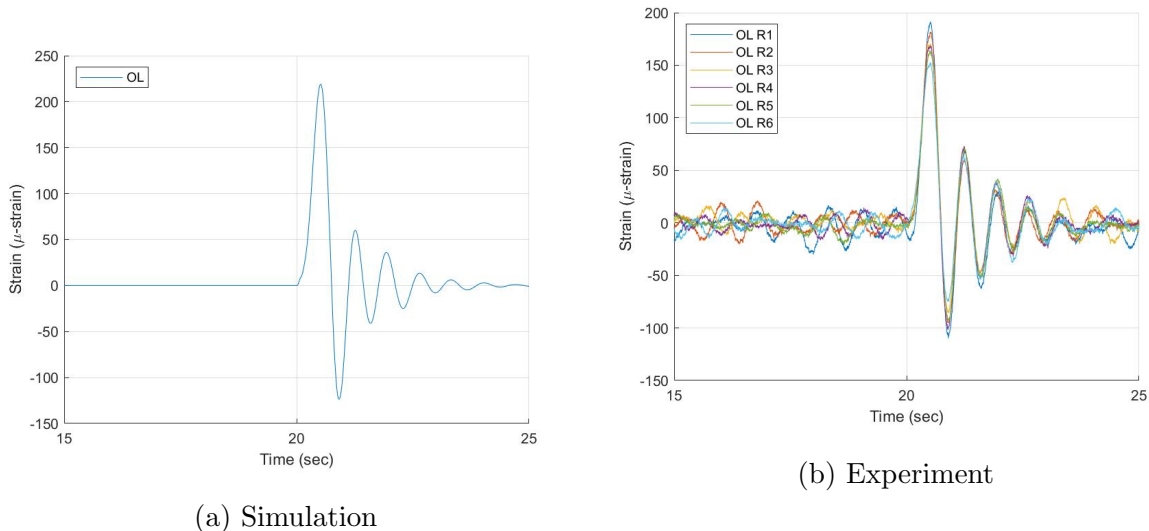 250
200
150
100
50
0
-50
-100
-150
15
20
25
Strain (μ-strain)
Time (sec)
OL
(a) Simulation
200
150
100
50
0
-50
-100
-150
15
20
25
Strain (μ-strain)
Time (sec)
OL R1
OL R2
OL R3
OL R4
OL R5
OL R6
(b) Experiment